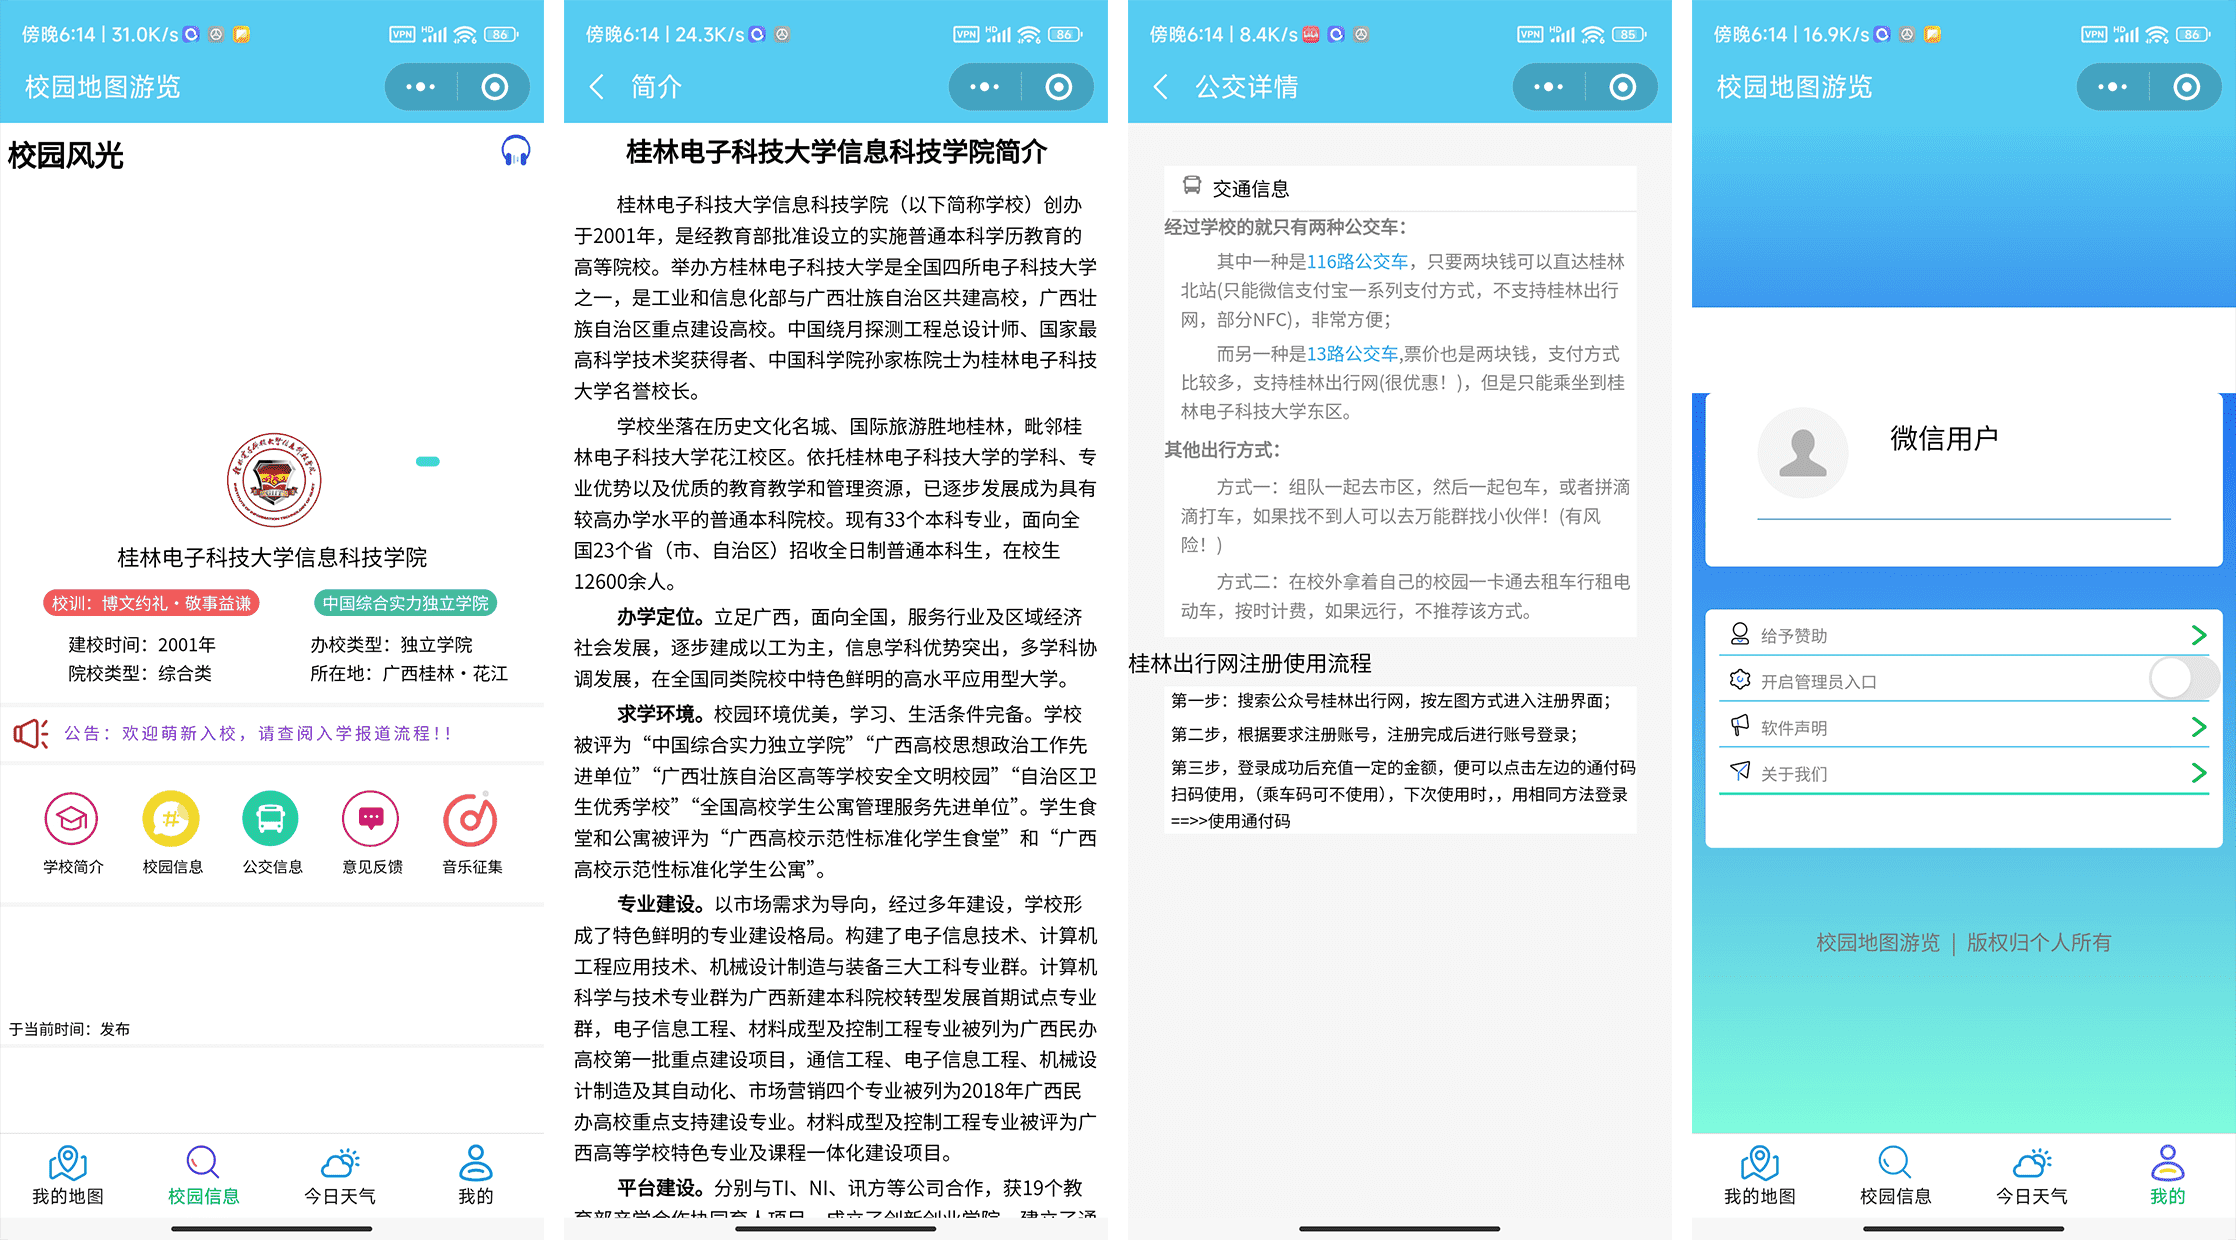 傍晚6:14 | 31.0K/s
VPN HD 86
校园地图游览
校园风光
桂林电子科技大学信息科技学院
校训：博文约礼·敬事益谦
中国综合实力独立学院
建校时间：2001年
办校类型：独立学院
院校类型：综合类
所在地：广西桂林·花江
公告：欢迎萌新入校，请查阅入学报道流程！！
学校简介 校园信息 公交信息 意见反馈 音乐征集
于当前时间：发布
我的地图 校园信息 今日天气 我的
傍晚6:14 | 24.3K/s
VPN HD 86
简介
桂林电子科技大学信息科技学院简介
桂林电子科技大学信息科技学院（以下简称学校）创办
于2001年，是经教育部批准设立的实施普通本科学历教育的
高等院校。举办方桂林电子科技大学是全国四所电子科技大学
之一，是工业和信息化部与广西壮族自治区共建高校，广西壮
族自治区重点建设高校。中国绕月探测工程总设计师、国家最
高科学技术奖获得者、中国科学院孙家栋院士为桂林电子科技
大学名誉校长。
学校坐落在历史文化名城、国际旅游胜地桂林，毗邻桂
林电子科技大学花江校区。依托桂林电子科技大学的学科、专
业优势以及优质的教育教学和管理资源，已逐步发展成为具有
较高办学水平的普通本科院校。现有33个本科专业，面向全
国23个省（市、自治区）招收全日制普通本科生，在校生
12600余人。
办学定位。立足广西，面向全国，服务行业及区域经济
社会发展，逐步建成以工为主，信息学科优势突出，多学科协
调发展，在全国同类院校中特色鲜明的高水平应用型大学。
求学环境。校园环境优美，学习、生活条件完备。学校
被评为“中国综合实力独立学院”“广西高校思想政治工作先
进单位”“广西壮族自治区高等学校安全文明校园”“自治区卫
生优秀学校”“全国高校学生公寓管理服务先进单位”。学生食
堂和公寓被评为“广西高校示范性标准化学生食堂”和“广西
高校示范性标准化学生公寓”。
专业建设。以市场需求为导向，经过多年建设，学校形
成了特色鲜明的专业建设格局。构建了电子信息技术、计算机
工程应用技术、机械设计制造与装备三大工科专业群。计算机
科学与技术专业群为广西新建本科院校转型发展首期试点专业
群，电子信息工程、材料成型及控制工程专业被列为广西民办
高校第一批重点建设项目，通信工程、电子信息工程、机械设
计制造及其自动化、市场营销四个专业被列为2018年广西民
办高校重点支持建设专业。材料成型及控制工程专业被评为广
西高等学校特色专业及课程一体化建设项目。
平台建设。分别与TI、NI、讯方等公司合作，获19个教
育部产学合作协同育人项目，成立了创新创业学院，建立了通
傍晚6:14 | 8.4K/s
VPN HD 85
公交详情
交通信息
经过学校的就只有两种公交车：
其中一种是116路公交车，只要两块钱可以直达桂林
北站(只能微信支付宝一系列支付方式，不支持桂林出行
网，部分NFC)，非常方便；
而另一种是13路公交车,票价也是两块钱，支付方式
比较多，支持桂林出行网(很优惠！)，但是只能乘坐到桂
林电子科技大学东区。
其他出行方式：
方式一：组队一起去市区，然后一起包车，或者拼滴
滴打车，如果找不到人可以去万能群找小伙伴！(有风
险！)
方式二：在校外拿着自己的校园一卡通去租车行租电
动车，按时计费，如果远行，不推荐该方式。
桂林出行网注册使用流程
第一步：搜索公众号桂林出行网，按左图方式进入注册界面；
第二步，根据要求注册账号，注册完成后进行账号登录；
第三步，登录成功后充值一定的金额，便可以点击左边的通付码
扫码使用，（乘车码可不使用），下次使用时，，用相同方法登录
==>>使用通付码
傍晚6:14 | 16.9K/s
VPN HD 86
校园地图游览
微信用户
给予赞助
开启管理员入口
软件声明
关于我们
校园地图游览 | 版权归个人所有
我的地图 校园信息 今日天气 我的